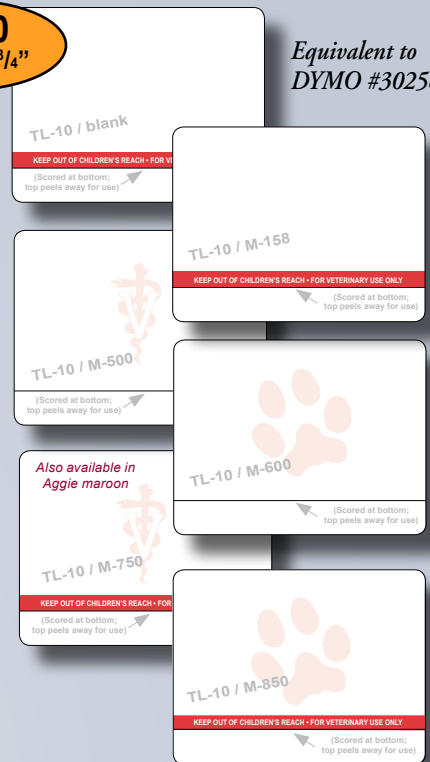 Equivalent to
DYMO
TL-10 / blank
KEEP OUT OF CHILDREN'S REACH • FOR
(Scored at bottom;
top peels away for use)
TL-10 / M-158
KEEP OUT OF CHILDREN'S REACH • FOR VETERINARY USE ONLY
(Scored at bottom;
top peels away for use)
TL-10 / M-500
(Scored at bottom;
top peels away for use)
TL-10 / M-600
(Scored at bottom;
top peels away for use)
Also available in
Aggie maroon
TL-10 / M-750
KEEP OUT OF CHILDREN'S REACH • FOR
(Scored at bottom;
top peels away for use)
TL-10 / M-850
KEEP OUT OF CHILDREN'S REACH • FOR VETERINARY USE ONLY
(Scored at bottom;
top peels away for use)